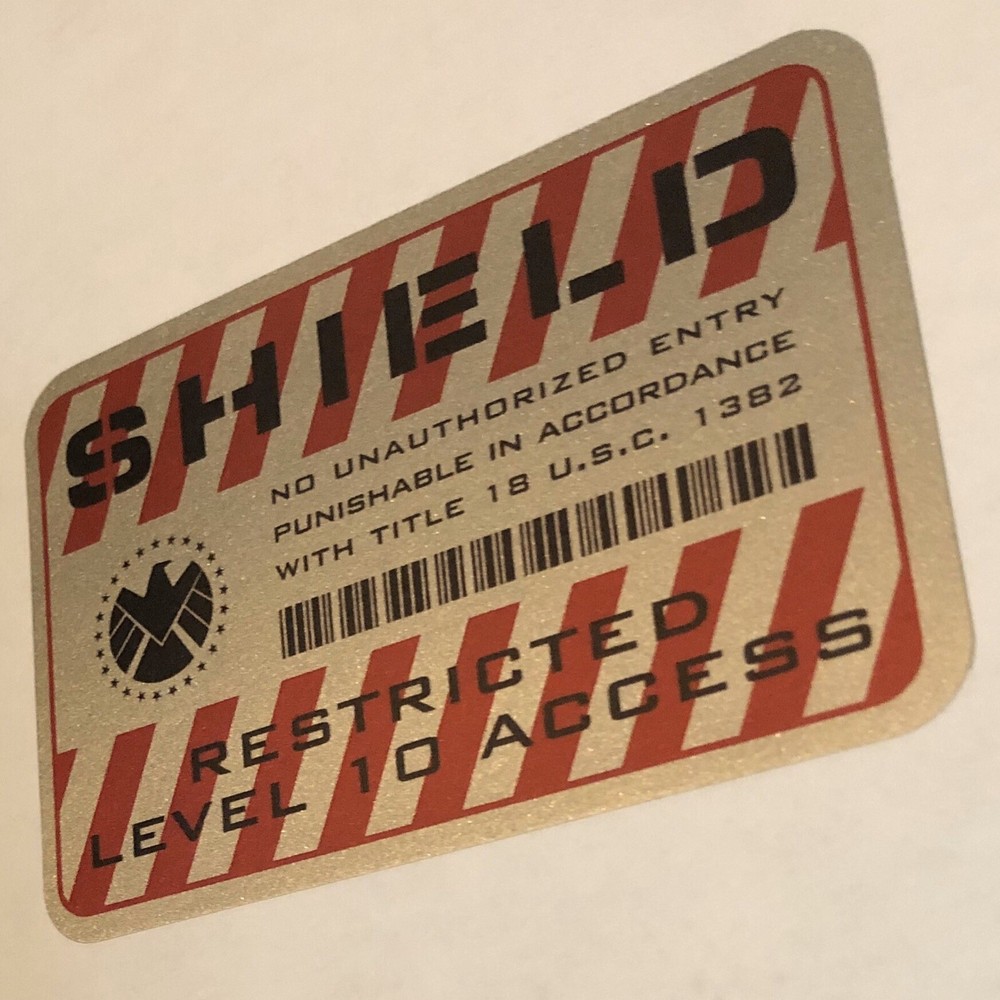 SHIELD
NO UNAUTHORIZED ENTRY
PUNISHABLE IN ACCORDANCE
WITH TITLE 18 U.S.C. 1382
RESTRICTED
LEVEL 10 ACCESS